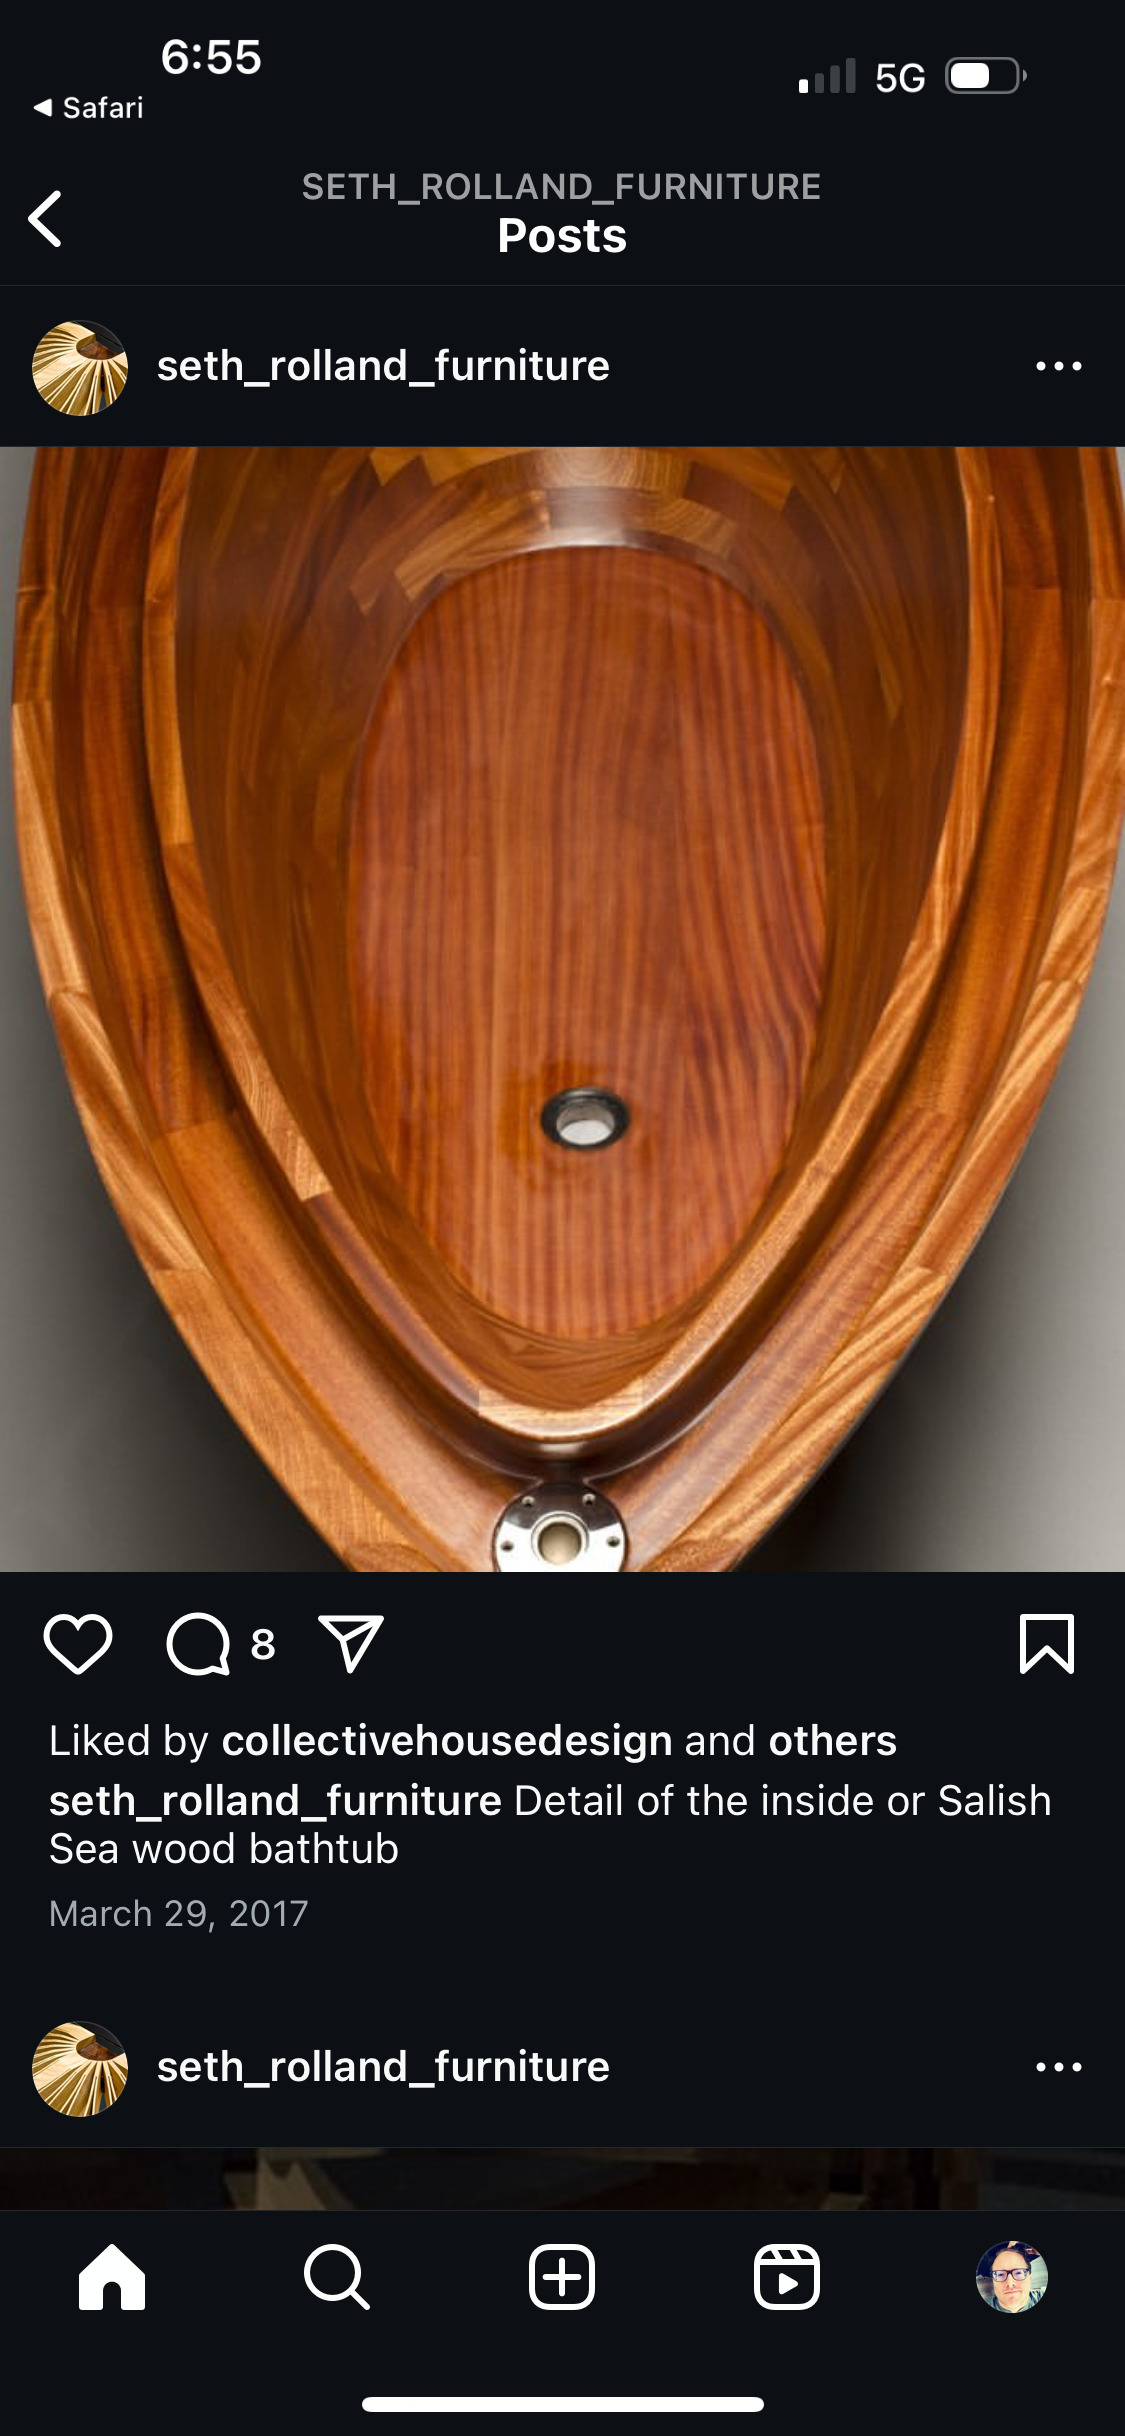 6:55
5G
◀ Safari
SETH_ROLLAND_FURNITURE
Posts
seth_rolland_furniture
8
Liked by collectivehousedesign and others
seth_rolland_furniture Detail of the inside or Salish
Sea wood bathtub
March 29, 2017
seth_rolland_furniture